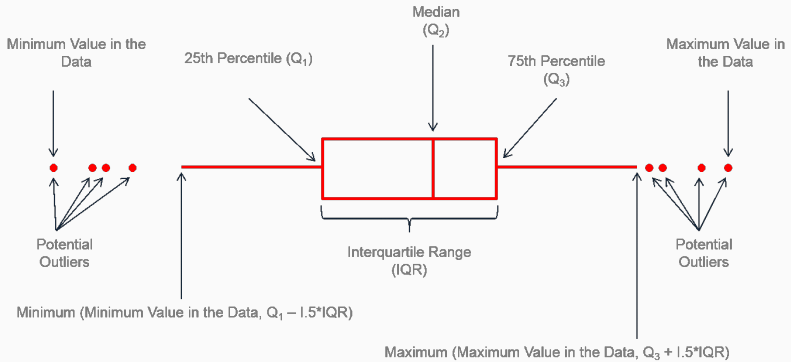 Median
(Q₂)
Minimum Value in the
Data
25th Percentile (Q₁)
75th Percentile
(Q₃)
Maximum Value in
the Data
Potential
Outliers
Interquartile Range
(IQR)
Potential
Outliers
Minimum (Minimum Value in the Data, Q₁ – I.5*IQR)
Maximum (Maximum Value in the Data, Q₃ + I.5*IQR)